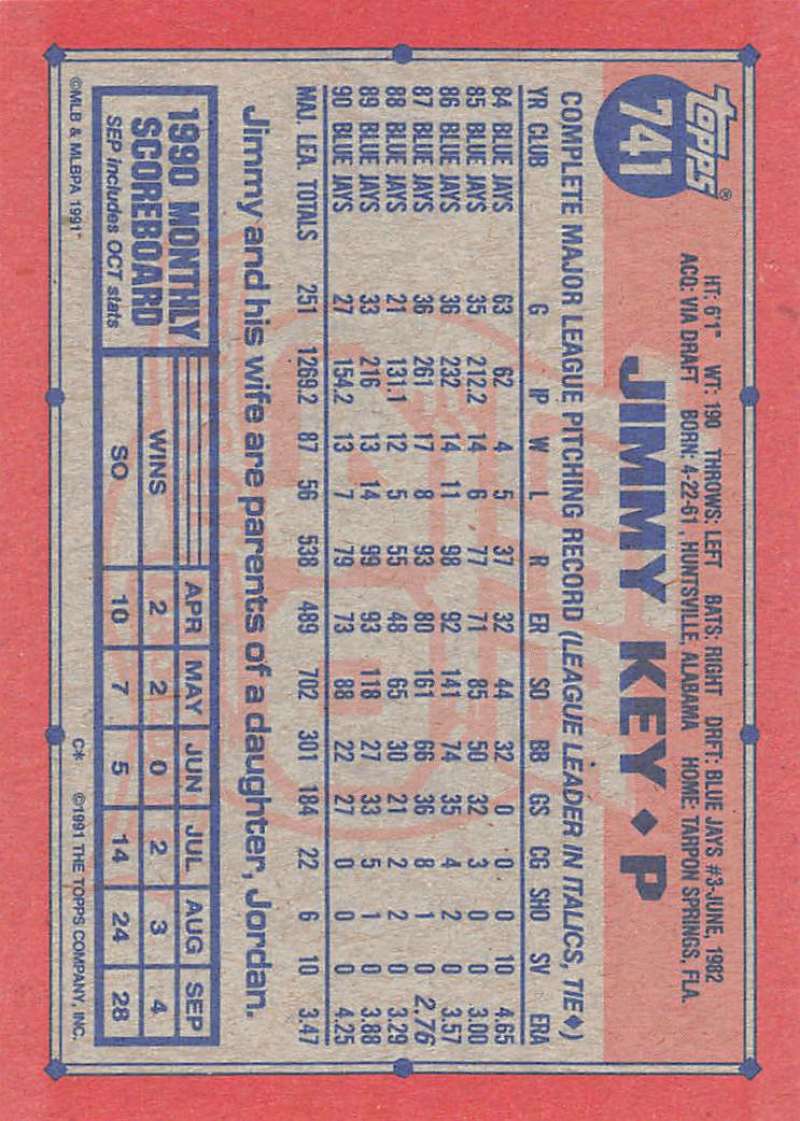 TOPPS®
741
HT: 6'1" WT: 190 THROWS: LEFT BATS: RIGHT DRFT: BLUE JAYS #3-JUNE, 1982
ACQ: VIA DRAFT BORN: 4-22-61, HUNTSVILLE, ALABAMA HOME: TARPON SPRINGS, FLA.
JIMMY KEY ◆ P
COMPLETE MAJOR LEAGUE PITCHING RECORD (LEAGUE LEADER IN ITALICS, TIE◆)
YR CLUB G IP W L R ER SO BB GS CG SHO SV ERA
84 BLUE JAYS 63 62 4 5 37 32 44 32 0 0 0 10 4.65
85 BLUE JAYS 35 212.2 14 6 77 71 85 50 32 3 0 0 3.00
86 BLUE JAYS 36 232 14 11 98 92 141 74 35 4 2 0 3.57
87 BLUE JAYS 36 261 17 8 93 80 161 66 36 8 1 0 2.76
88 BLUE JAYS 21 131.1 12 5 55 48 65 30 21 2 2 0 3.29
89 BLUE JAYS 33 216 13 14 99 93 118 27 33 5 1 0 3.88
90 BLUE JAYS 27 154.2 13 7 79 73 88 22 27 0 0 0 4.25
MAJ. LEA. TOTALS 251 1269.2 87 56 538 489 702 301 184 22 6 10 3.47
Jimmy and his wife are parents of a daughter, Jordan.
1990 MONTHLY
SCOREBOARD
SEP includes OCT stats
APR MAY JUN JUL AUG SEP
WINS 2 2 0 2 3 4
SO 10 7 5 14 24 28
©MLB & MLBPA 1991 C* ©1991 THE TOPPS COMPANY, INC.